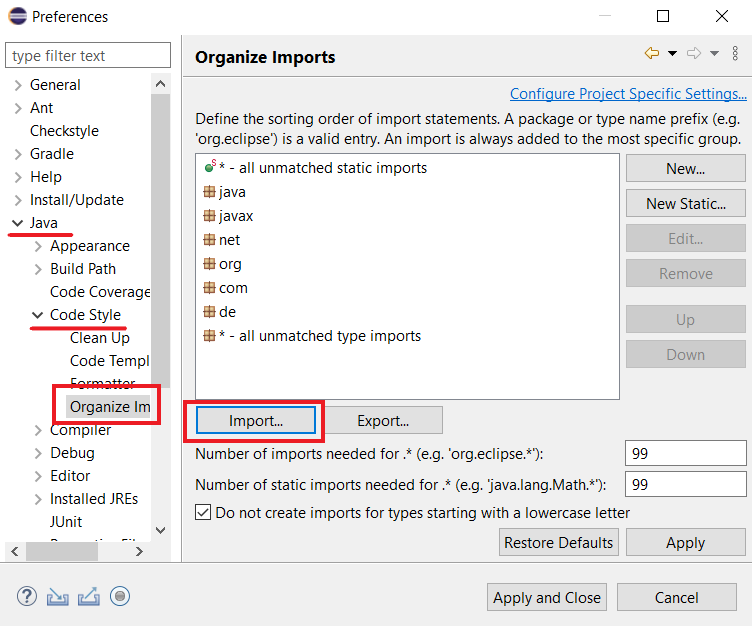 Preferences
type filter text
General
Ant
Checkstyle
Gradle
Help
Install/Update
Java
Appearance
Build Path
Code Coverage
Code Style
Clean Up
Code Templ
Formatter
Organize Im
Compiler
Debug
Editor
Installed JREs
JUnit
Organize Imports
Configure Project Specific Settings...
Define the sorting order of import statements. A package or type name prefix (e.g.
'org.eclipse') is a valid entry. An import is always added to the most specific group.
S * - all unmatched static imports
java
javax
net
org
com
de
* - all unmatched type imports
New...
New Static...
Edit...
Remove
Up
Down
Import...
Export...
Number of imports needed for .* (e.g. 'org.eclipse.*'): 99
Number of static imports needed for .* (e.g. 'java.lang.Math.*'): 99
Do not create imports for types starting with a lowercase letter
Restore Defaults
Apply
?
Apply and Close
Cancel